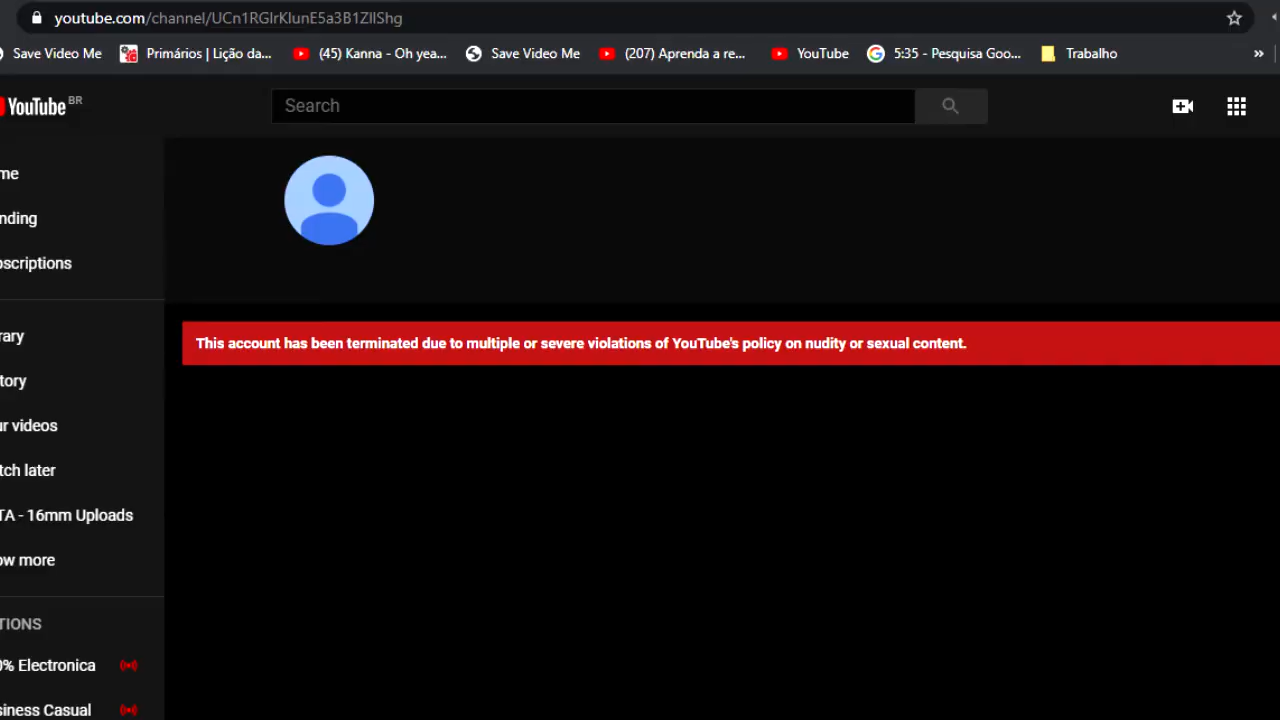 youtube.com/channel/UCn1RGlrKlunE5a3B1ZllShg
Save Video Me Primários | Lição da... (45) Kanna - Oh yea... Save Video Me (207) Aprenda a re... YouTube 5:35 - Pesquisa Goo... Trabalho »
YouTube BR Search
me
nding
oscriptions
rary
tory
ur videos
tch later
TA - 16mm Uploads
ow more
TIONS
0% Electronica
siness Casual
This account has been terminated due to multiple or severe violations of YouTube's policy on nudity or sexual content.